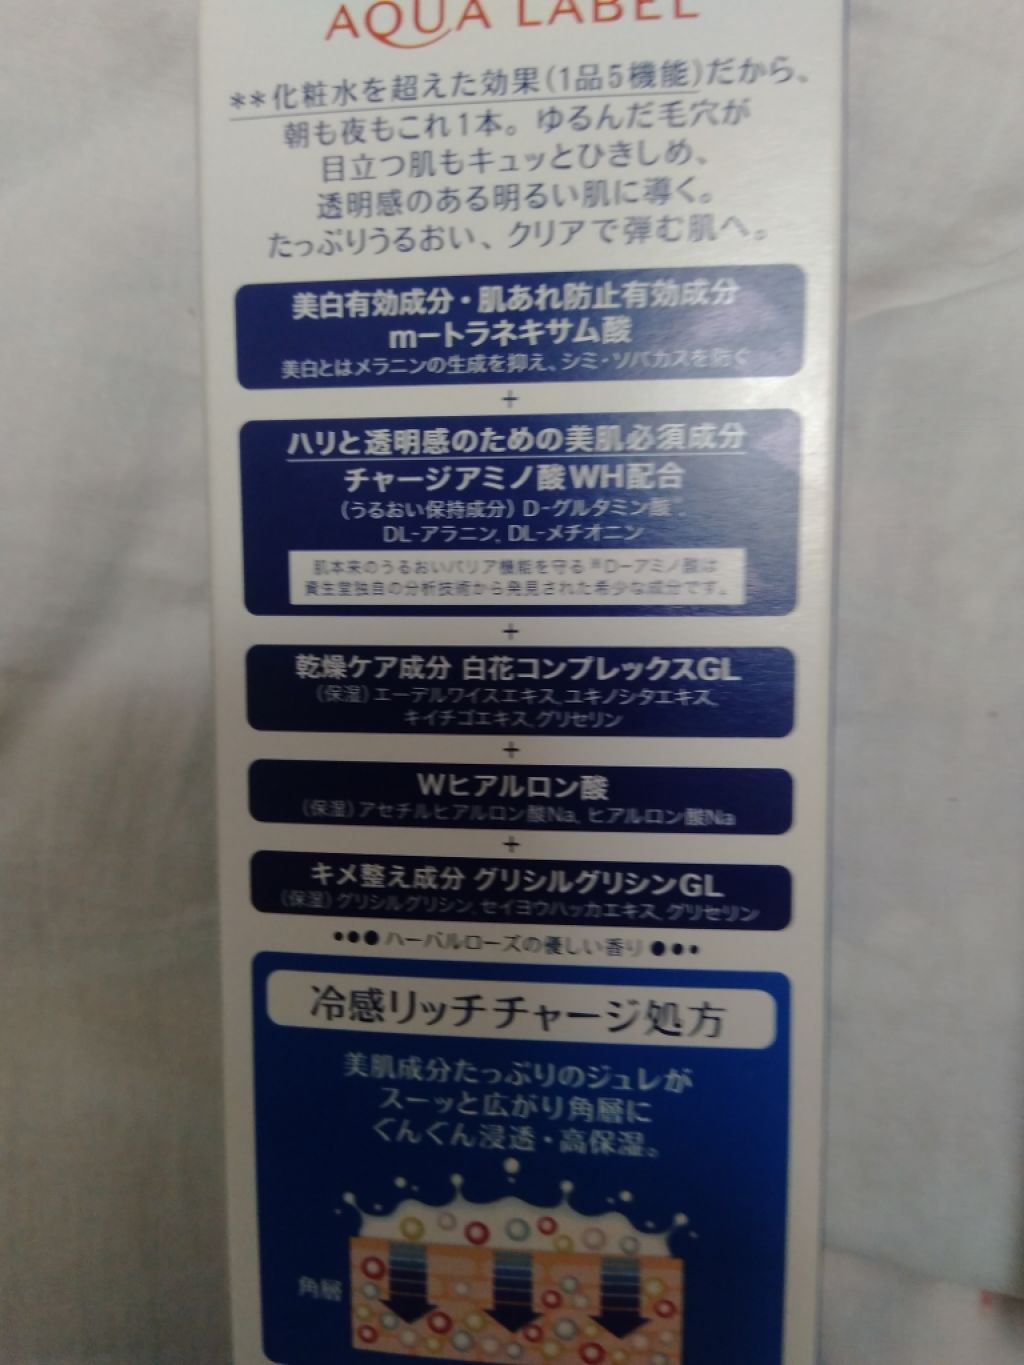 AQUA LABEL
**化粧水を超えた効果(1品5機能)だから、
朝も夜もこれ1本。ゆるんだ毛穴が
目立つ肌もキュッとひきしめ、
透明感のある明るい肌に導く。
たっぷりうるおい、クリアで弾む肌へ。
美白有効成分・肌あれ防止有効成分
m-トラネキサム酸
美白とはメラニンの生成を抑え、シミ・ソバカスを防ぐ
+
ハリと透明感のための美肌必須成分
チャージアミノ酸WH配合
(うるおい保持成分)D-グルタミン酸※、
DL-アラニン、DL-メチオニン
肌本来のうるおいバリア機能を守る※D-アミノ酸は
資生堂独自の分析技術から発見された希少な成分です。
+
乾燥ケア成分 白花コンプレックスGL
(保湿)エーデルワイスエキス、ユキノシタエキス、
キイチゴエキス、グリセリン
+
Wヒアルロン酸
(保湿)アセチルヒアルロン酸Na、ヒアルロン酸Na
+
キメ整え成分 グリシルグリシンGL
(保湿)グリシルグリシン、セイヨウハッカエキス、グリセリン
●●●ハーバルローズの優しい香り●●●
冷感リッチチャージ処方
美肌成分たっぷりのジュレが
スーッと広がり角層に
ぐんぐん浸透・高保湿。
角層